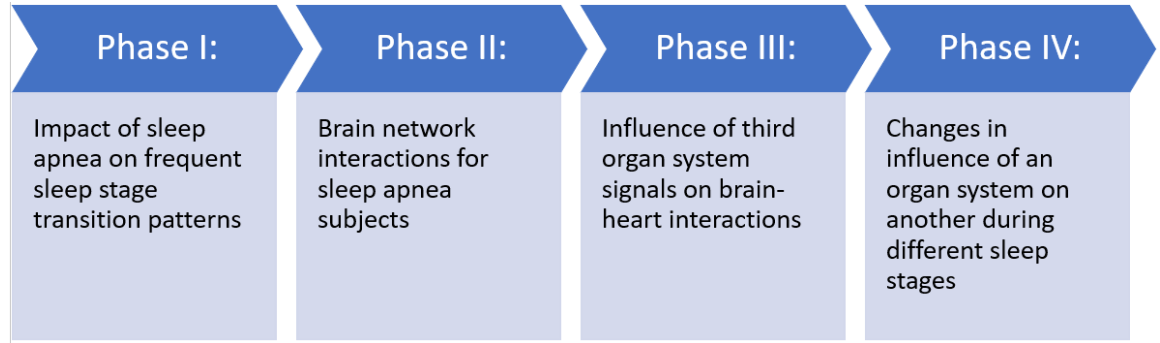 Phase I:
Impact of sleep
apnea on frequent
sleep stage
transition patterns
Phase II:
Brain network
interactions for
sleep apnea
subjects
Phase III:
Influence of third
organ system
signals on brain-
heart interactions
Phase IV:
Changes in
influence of an
organ system on
another during
different sleep
stages